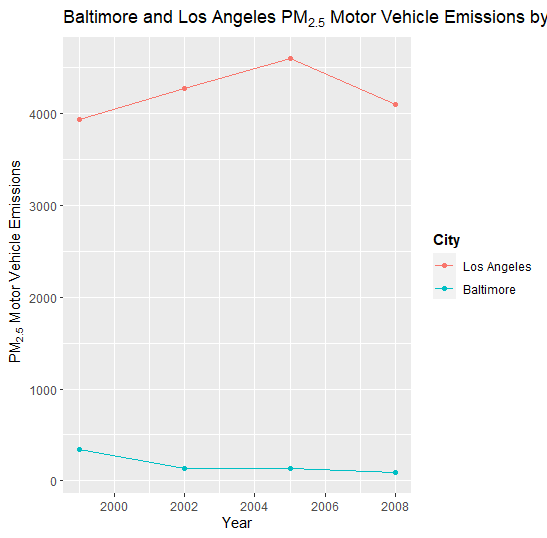 Baltimore and Los Angeles PM2.5 Motor Vehicle Emissions by
PM2.5 Motor Vehicle Emissions
4000
3000
2000
1000
0
2000 2002 2004 2006 2008
Year
City
Los Angeles
Baltimore